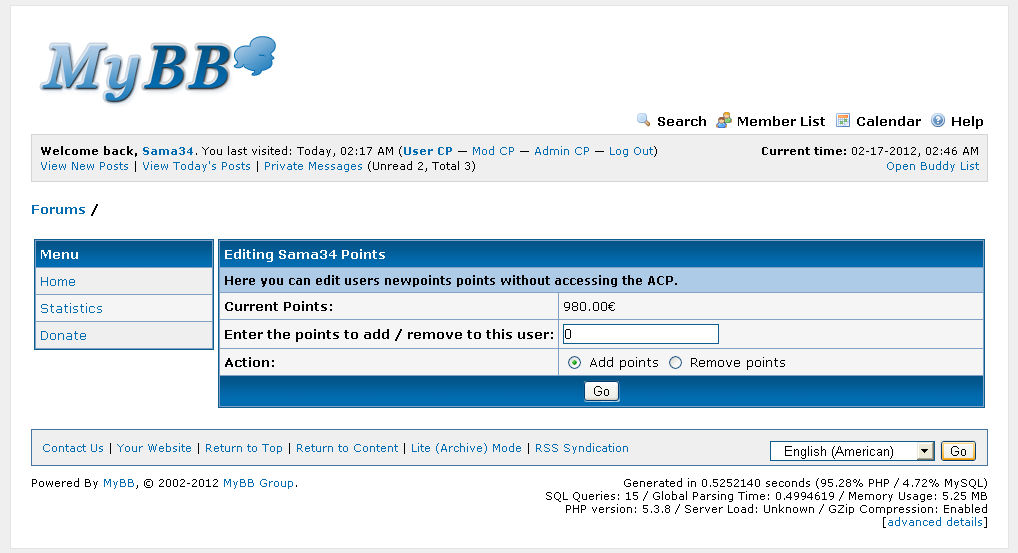 MyBB
Search Member List Calendar Help
Welcome back, Sama34. You last visited: Today, 02:17 AM (User CP — Mod CP — Admin CP — Log Out)
Current time: 02-17-2012, 02:46 AM
View New Posts | View Today's Posts | Private Messages (Unread 2, Total 3)
Open Buddy List
Forums /
Menu
Home
Statistics
Donate
Editing Sama34 Points
Here you can edit users newpoints points without accessing the ACP.
Current Points: 980.00€
Enter the points to add / remove to this user: 0
Action: Add points Remove points
Go
Contact Us | Your Website | Return to Top | Return to Content | Lite (Archive) Mode | RSS Syndication
English (American) Go
Powered By MyBB, © 2002-2012 MyBB Group.
Generated in 0.5252140 seconds (95.28% PHP / 4.72% MySQL)
SQL Queries: 15 / Global Parsing Time: 0.4994619 / Memory Usage: 5.25 MB
PHP version: 5.3.8 / Server Load: Unknown / GZip Compression: Enabled
[advanced details]